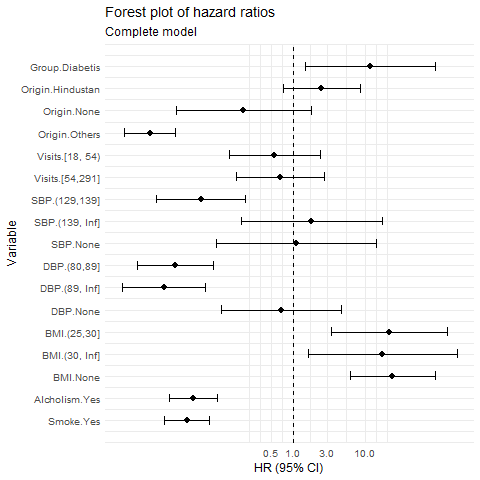 Forest plot of hazard ratios
Complete model
Variable
Group.Diabetis
Origin.Hindustan
Origin.None
Origin.Others
Visits.[18, 54)
Visits.[54,291]
SBP.(129,139]
SBP.(139, Inf]
SBP.None
DBP.(80,89]
DBP.(89, Inf]
DBP.None
BMI.(25,30]
BMI.(30, Inf]
BMI.None
Alcholism.Yes
Smoke.Yes
0.5 1.0 3.0 10.0
HR (95% CI)